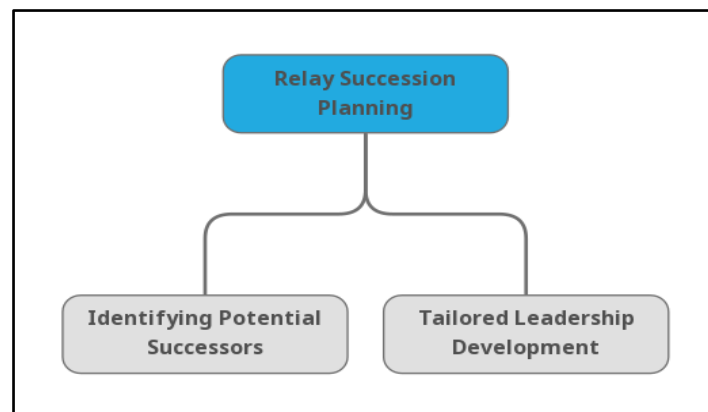 Relay Succession
Planning
Identifying Potential
Successors
Tailored Leadership
Development